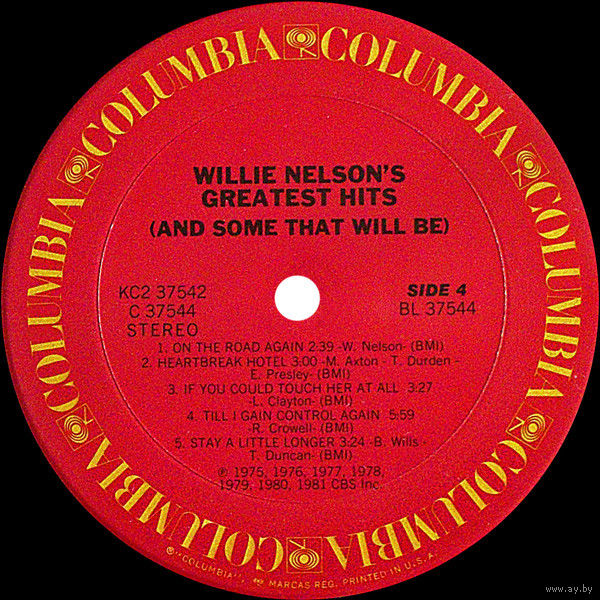 COLUMBIA COLUMBIA COLUMBIA COLUMBIA COLUMBIA COLUMBIA
WILLIE NELSON'S
GREATEST HITS
(AND SOME THAT WILL BE)
KC2 37542
C 37544
STEREO
SIDE 4
BL 37544
1. ON THE ROAD AGAIN 2:39 -W. Nelson- (BMI)
2. HEARTBREAK HOTEL 3:00 -M. Axton - T. Durden -
E. Presley- (BMI)
3. IF YOU COULD TOUCH HER AT ALL 3:27
-L. Clayton- (BMI)
4. TILL I GAIN CONTROL AGAIN 5:59
-R. Crowell- (BMI)
5. STAY A LITTLE LONGER 3:24 -B. Wills -
T. Duncan- (BMI)
℗ 1975, 1976, 1977, 1978,
1979, 1980, 1981 CBS Inc.
® "COLUMBIA", MARCAS REG. PRINTED IN U.S.A.
www.ay.by